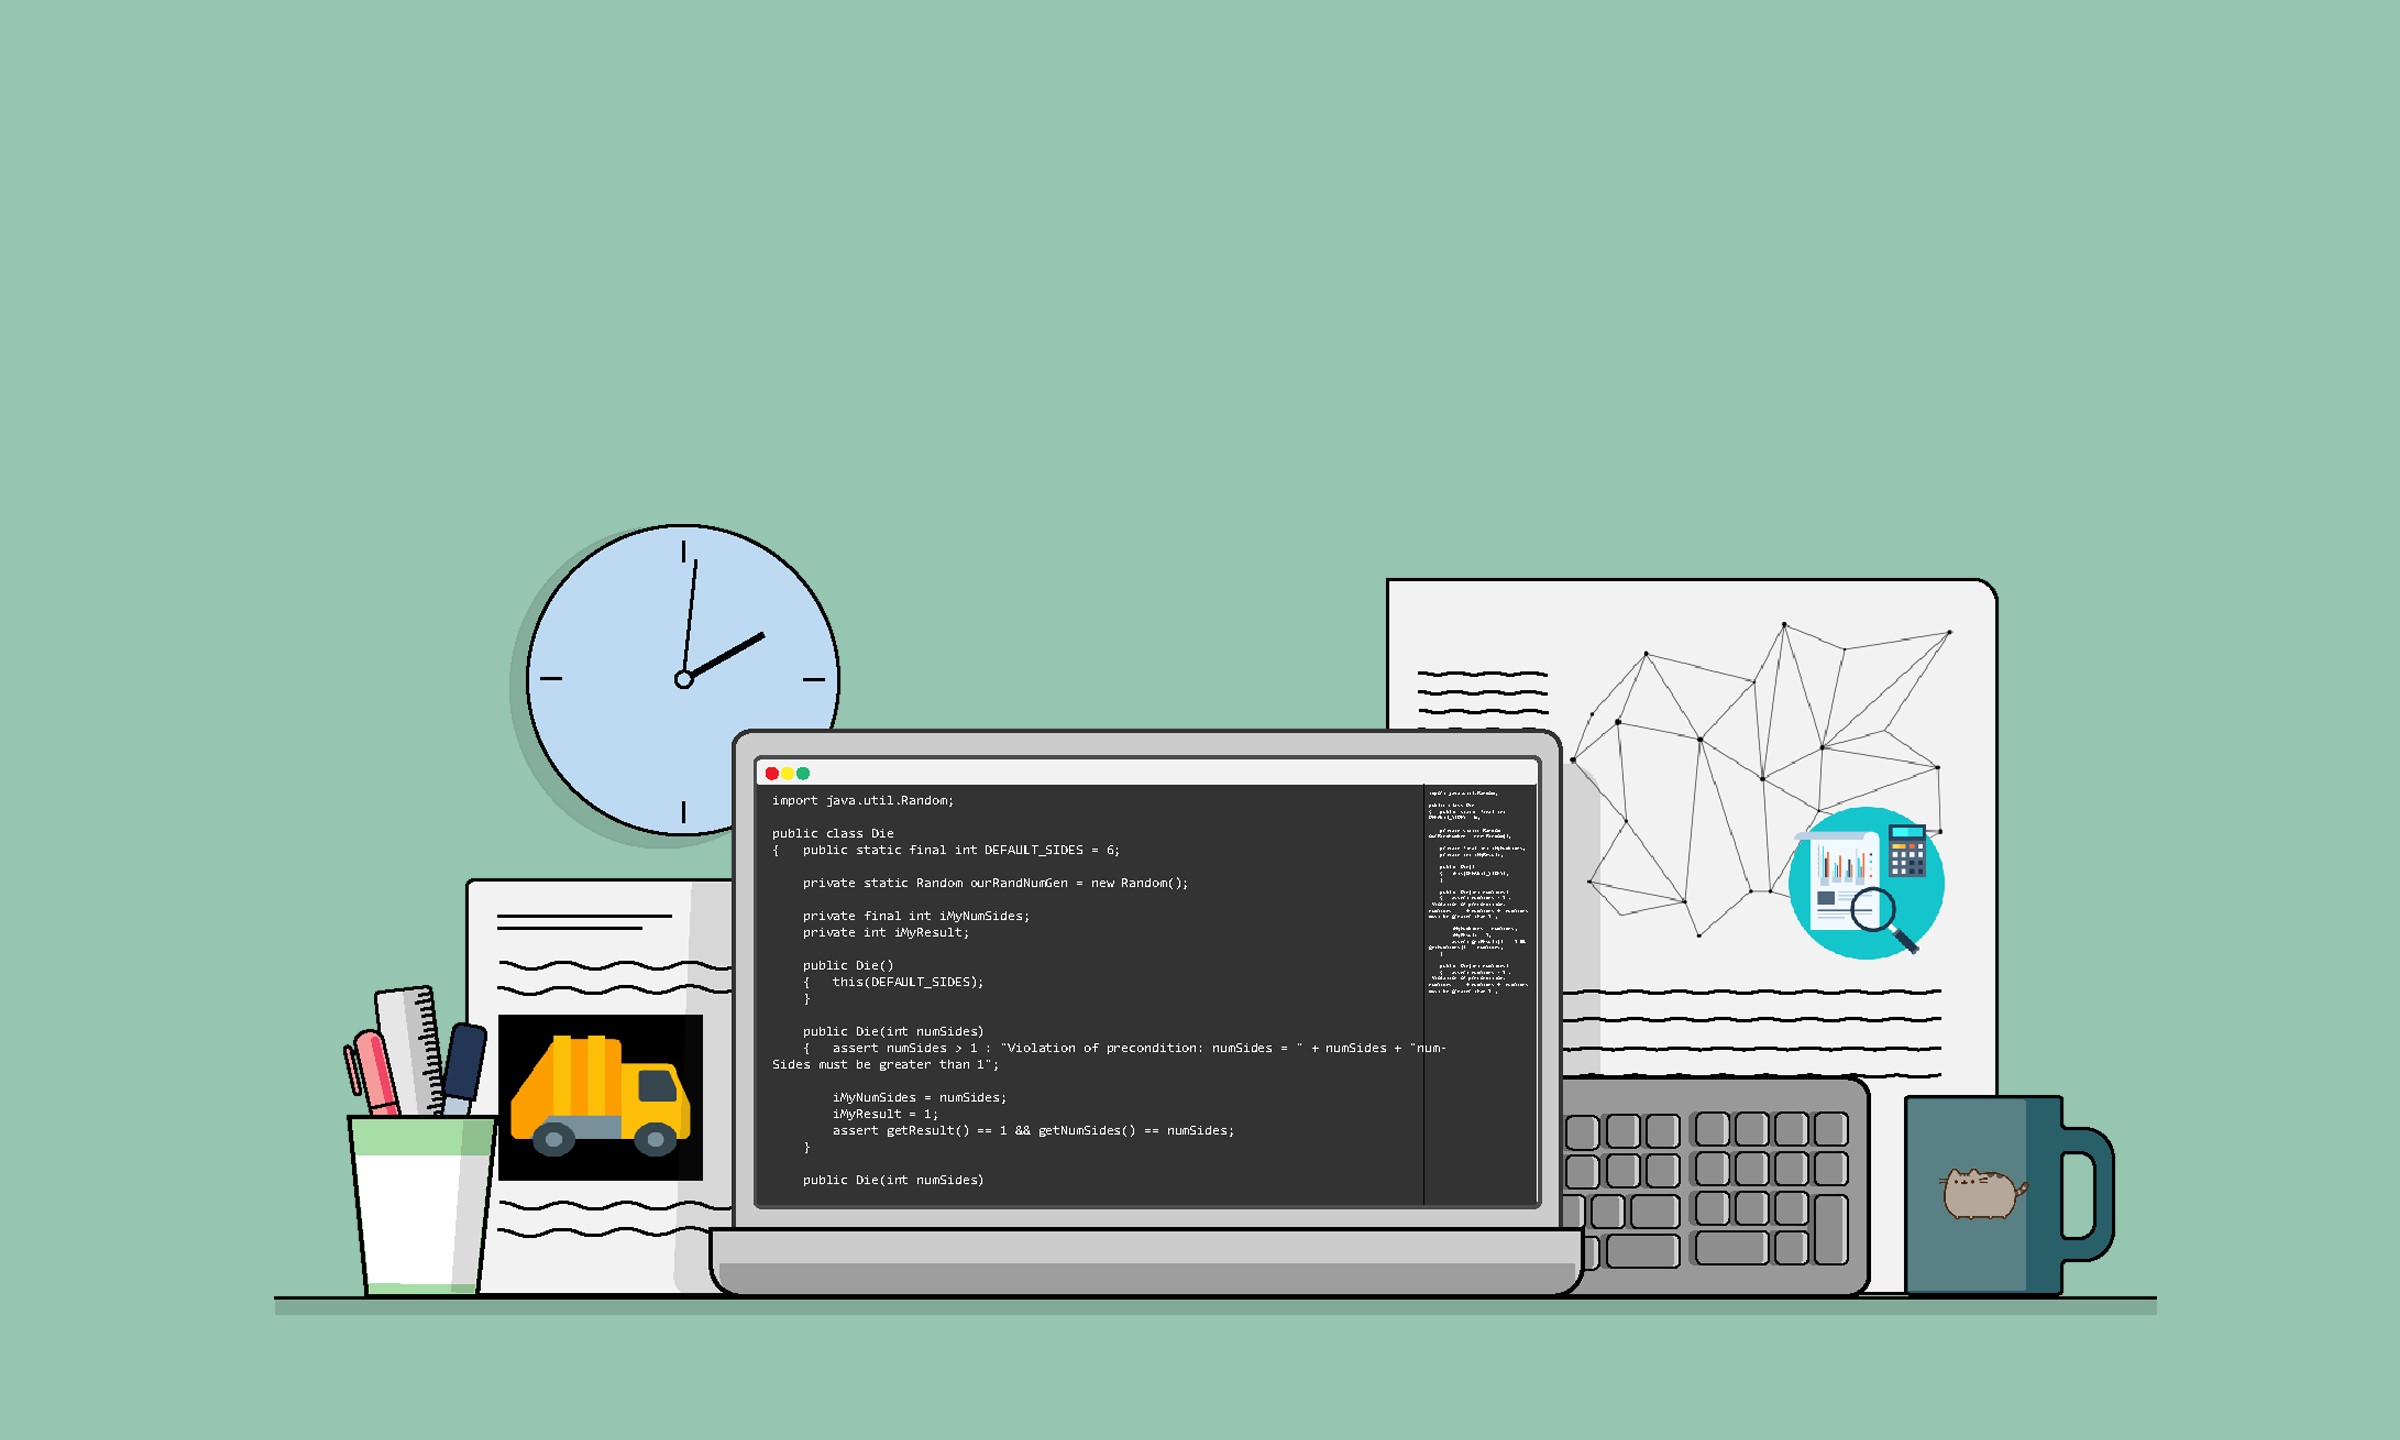 import java.util.Random;
public class Die
{   public static final int DEFAULT_SIDES = 6;
private static Random ourRandNumGen = new Random();
private final int iMyNumSides;
private int iMyResult;
public Die()
{   this(DEFAULT_SIDES);
}
public Die(int numSides)
{   assert numSides > 1 : "Violation of precondition: numSides = " + numSides + "num-
Sides must be greater than 1";
iMyNumSides = numSides;
iMyResult = 1;
assert getResult() == 1 && getNumSides() == numSides;
}
public Die(int numSides)